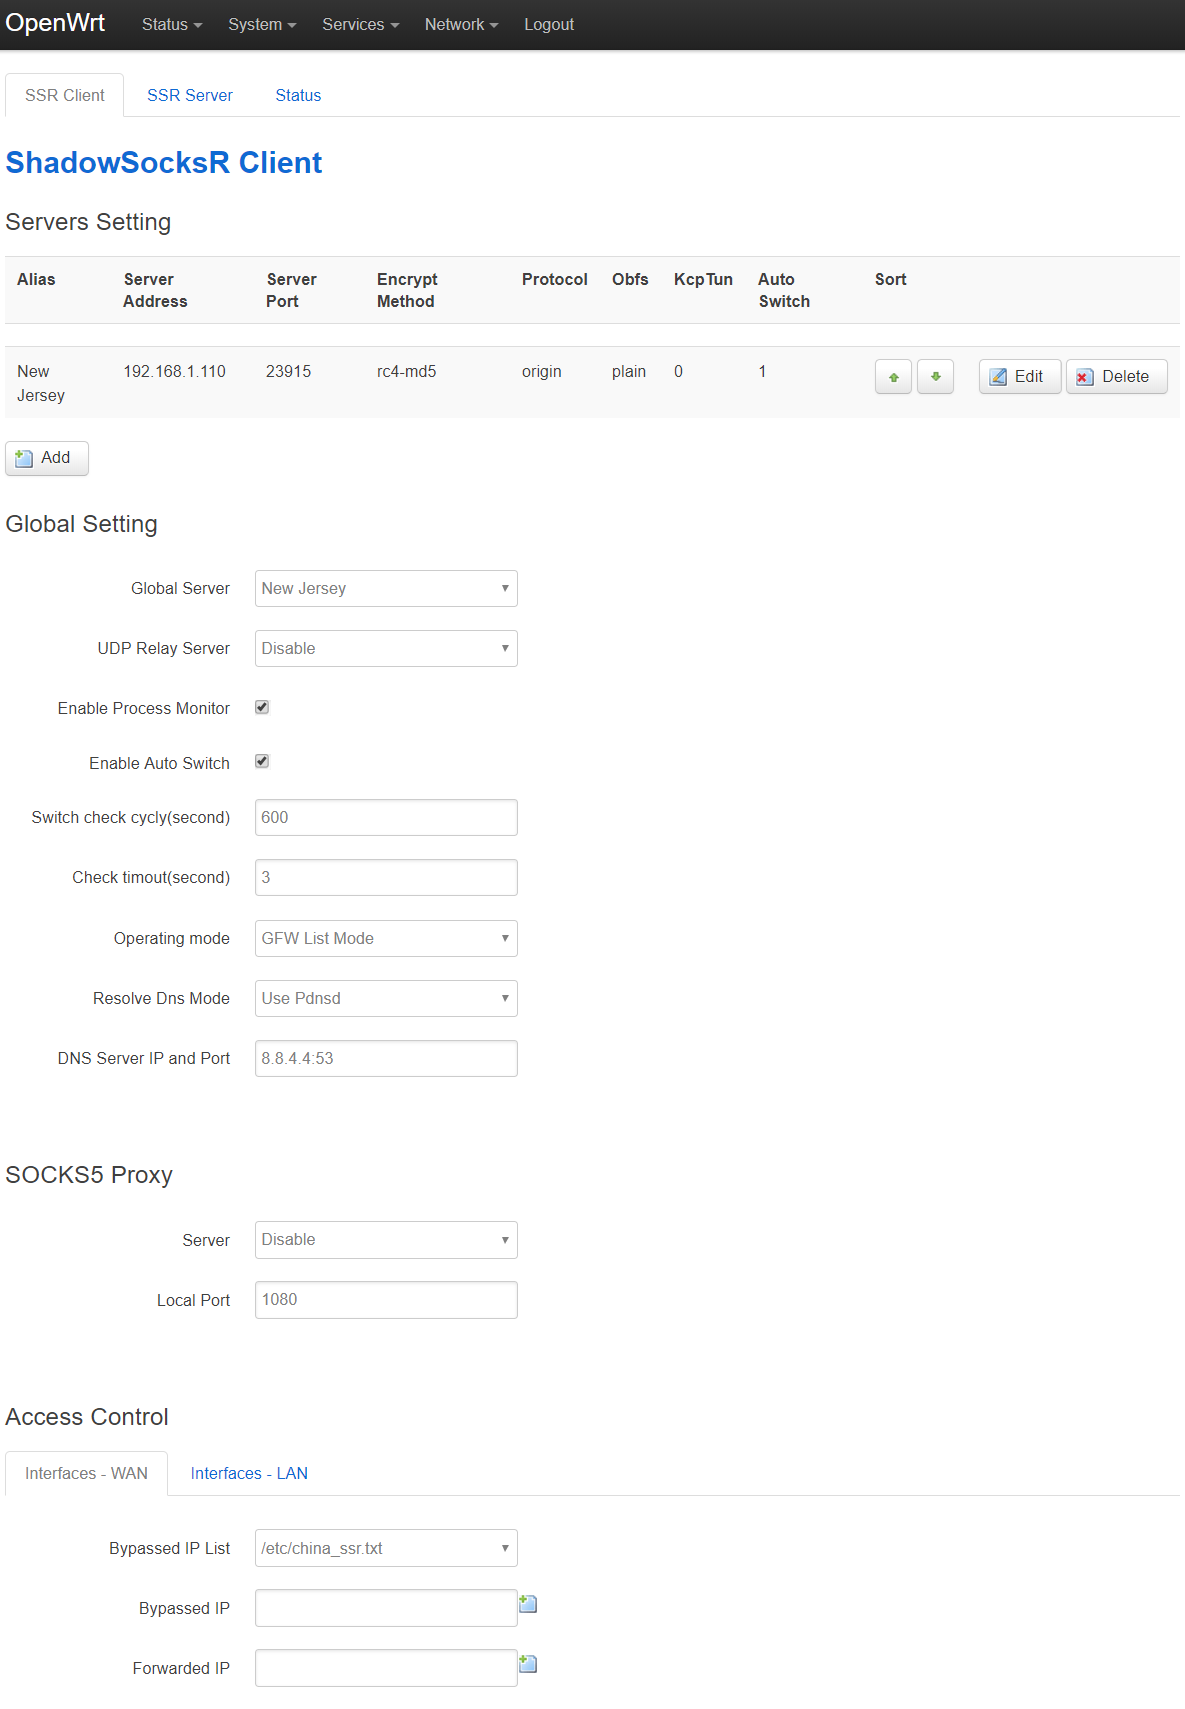 OpenWrt Status System Services Network Logout
SSR Client SSR Server Status
ShadowSocksR Client
Servers Setting
Alias Server Address Server Port Encrypt Method Protocol Obfs KcpTun Auto Switch Sort
New Jersey 192.168.1.110 23915 rc4-md5 origin plain 0 1 Edit Delete
Add
Global Setting
Global Server New Jersey
UDP Relay Server Disable
Enable Process Monitor
Enable Auto Switch
Switch check cycly(second) 600
Check timout(second) 3
Operating mode GFW List Mode
Resolve Dns Mode Use Pdnsd
DNS Server IP and Port 8.8.4.4:53
SOCKS5 Proxy
Server Disable
Local Port 1080
Access Control
Interfaces - WAN Interfaces - LAN
Bypassed IP List /etc/china_ssr.txt
Bypassed IP
Forwarded IP